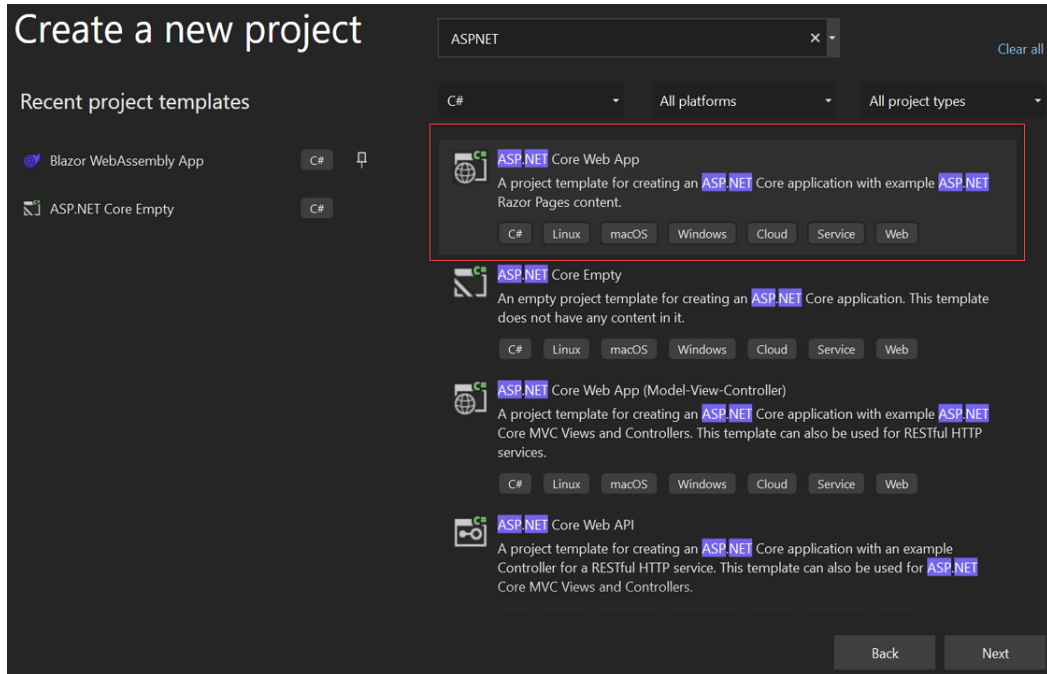 Create a new project
ASPNET
Clear all
Recent project templates
C#
All platforms
All project types
Blazor WebAssembly App
C#
ASP.NET Core Empty
C#
ASP.NET Core Web App
A project template for creating an ASP.NET Core application with example ASP.NET
Razor Pages content.
C# Linux macOS Windows Cloud Service Web
ASP.NET Core Empty
An empty project template for creating an ASP.NET Core application. This template
does not have any content in it.
C# Linux macOS Windows Cloud Service Web
ASP.NET Core Web App (Model-View-Controller)
A project template for creating an ASP.NET Core application with example ASP.NET
Core MVC Views and Controllers. This template can also be used for RESTful HTTP
services.
C# Linux macOS Windows Cloud Service Web
ASP.NET Core Web API
A project template for creating an ASP.NET Core application with an example
Controller for a RESTful HTTP service. This template can also be used for ASP.NET
Core MVC Views and Controllers.
Back
Next